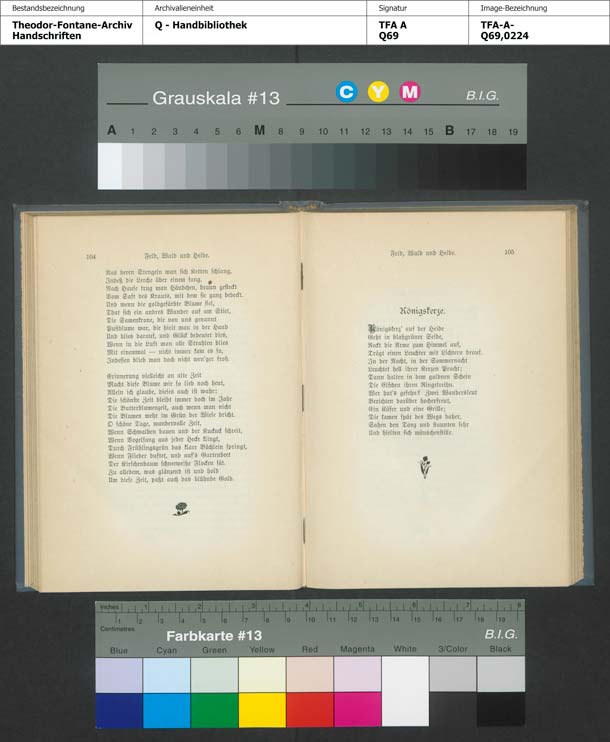 Bestandsbezeichnung
Theodor-Fontane-Archiv
Handschriften
Archivalieneinheit
Q - Handbibliothek
Signatur
TFA A
Q69
Image-Bezeichnung
TFA-A-
Q69,0224
Grauskala #13
C Y M
B.I.G.
A 1 2 3 4 5 6 M 8 9 10 11 12 13 14 15 B 17 18 19
104
Feld, Wald und Heide.
Aus deren Stengeln man sich Ketten schlang,
Indeß die Lerche über einem sang.
Nach Hause trug man Händchen, braun gefleckt
Vom Saft des Krauts, mit dem sie ganz bedeckt.
Und wenn die goldgefärbte Blume fiel,
That sich ein andres Wunder auf am Stiel,
Die Samenkrone, die von uns genannt
Pustblume war, die hielt man in der Hand
Und blies darauf, und Glück bedeutet dies,
Wenn in die Luft man alle Strahlen blies
Mit einemmal — nicht immer kam es so,
Indessen blieb man doch nicht wen'ger froh.
Erinnerung vielleicht an alte Zeit
Macht diese Blume mir so lieb noch heut,
Allein ich glaube, dieses auch ist wahr:
Die schönste Zeit bleibt immer doch im Jahr
Die Butterblumenzeit, auch wenn man nicht
Die Blumen mehr im Grün der Wiese bricht.
O schöne Tage, wundervolle Zeit,
Wenn Schwalben bauen und der Kuckuck schreit,
Wenn Vogelsang aus jeder Hecke klingt,
Durch Frühlingsgrün das klare Bächlein springt,
Wenn Flieder duftet, und auf's Gartenbeet
Der Kirschenbaum schneeweiße Flocken sät.
Zu alledem, was glänzend ist und hold
Um diese Zeit, paßt auch das blühnde Gold.
Feld, Wald und Heide.
105
Königskerze.
Königskerz' auf der Heide
Geht in blaßgrüner Seide,
Reckt die Arme zum Himmel auf,
Trägt einen Leuchter mit Lichtern drauf.
In der Nacht, in der Sommernacht
Leuchtet hell ihrer Kerzen Pracht;
Dann halten in dem goldnen Schein
Die Elfchen ihren Ringelreihn.
Wer hat's gesehn? Zwei Wandersleut
Berichten darüber hocherfreut,
Ein Käfer und eine Grille;
Die kamen spät des Wegs daher,
Sahen den Tanz und staunten sehr
Und hielten sich mäuschenstille.
Inches 1 2 3 4 5 6 7 8
Centimetres 1 2 3 4 5 6 7 8 9 10 11 12 13 14 15 16 17 18 19
Farbkarte #13
B.I.G.
Blue Cyan Green Yellow Red Magenta White 3/Color Black